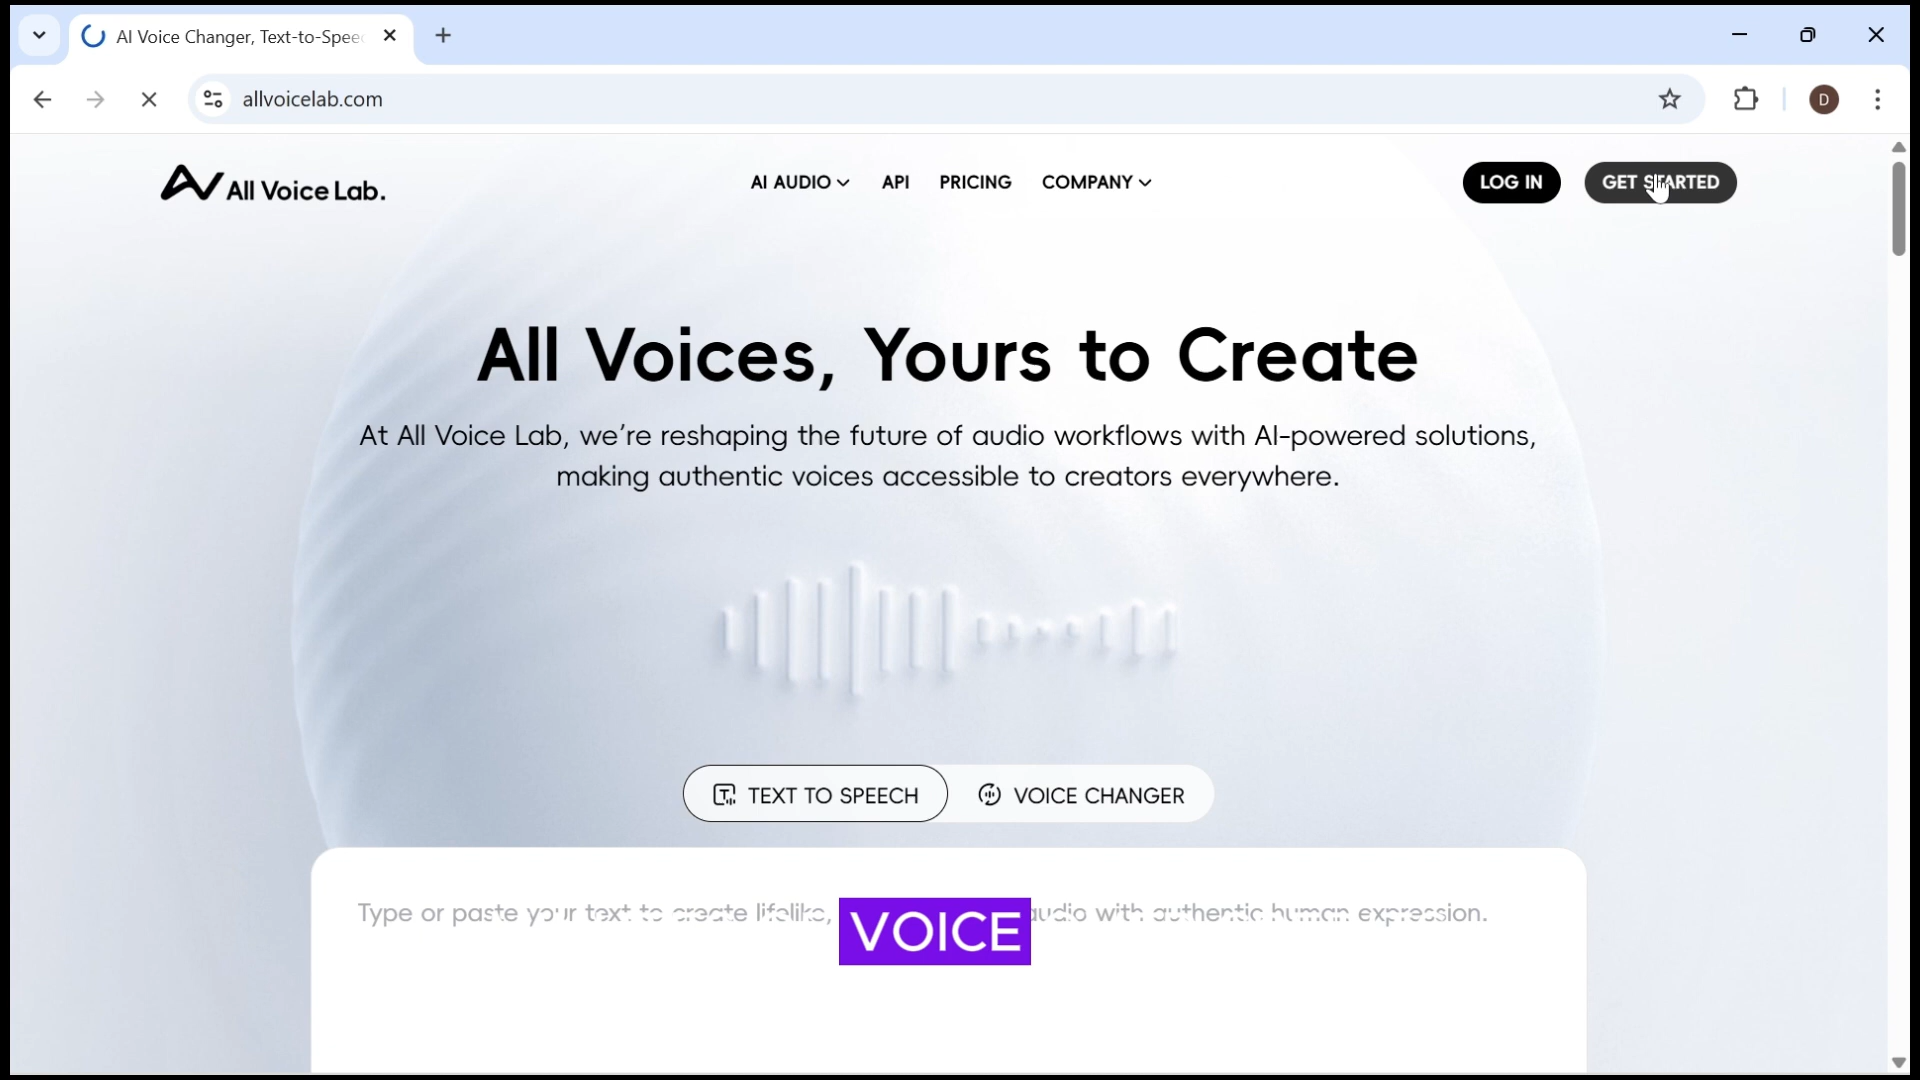 AI Voice Changer, Text-to-Speec
allvoicelab.com
D
All Voice Lab.
AI AUDIO
API
PRICING
COMPANY
LOG IN
GET STARTED
All Voices, Yours to Create
At All Voice Lab, we're reshaping the future of audio workflows with AI-powered solutions,
making authentic voices accessible to creators everywhere.
TEXT TO SPEECH
VOICE CHANGER
Type or paste your text to create lifelike, audio with authentic human expression.
VOICE